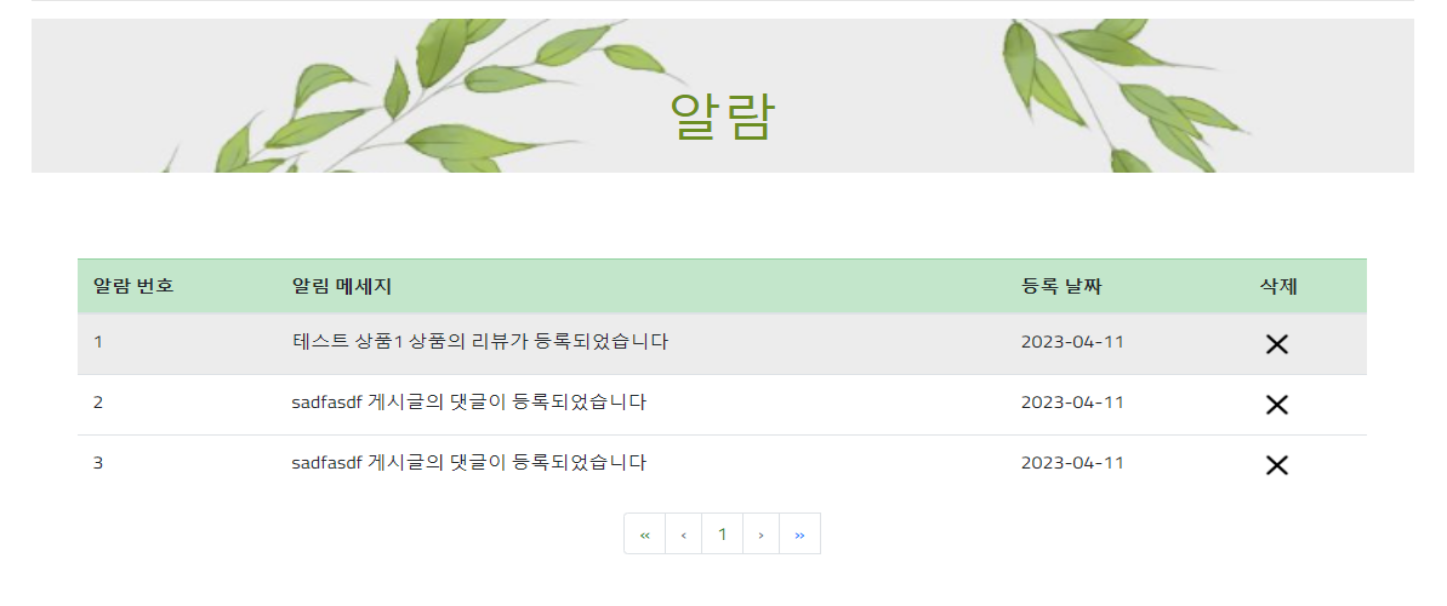 알람
알람 번호 알림 메세지 등록 날짜 삭제
1 테스트 상품1 상품의 리뷰가 등록되었습니다 2023-04-11
2 sadfasdf 게시글의 댓글이 등록되었습니다 2023-04-11
3 sadfasdf 게시글의 댓글이 등록되었습니다 2023-04-11
« ‹ 1 › »